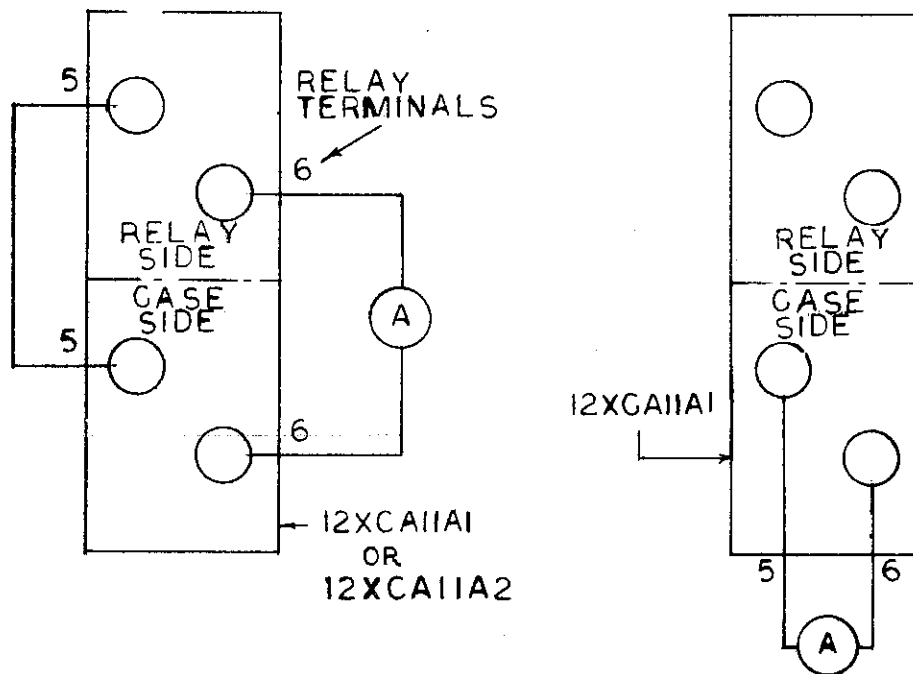 5
RELAY
TERMINALS
6
RELAY
SIDE
CASE
SIDE
5
A
6
12XCA11A1
OR
12XCA11A2
RELAY
SIDE
CASE
SIDE
12XCA11A1
5
6
A